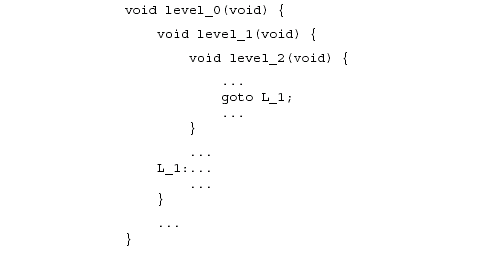 void level_0(void) {
void level_1(void) {
void level_2(void) {
...
goto L_1;
...
}
...
L_1:...
...
}
...
}